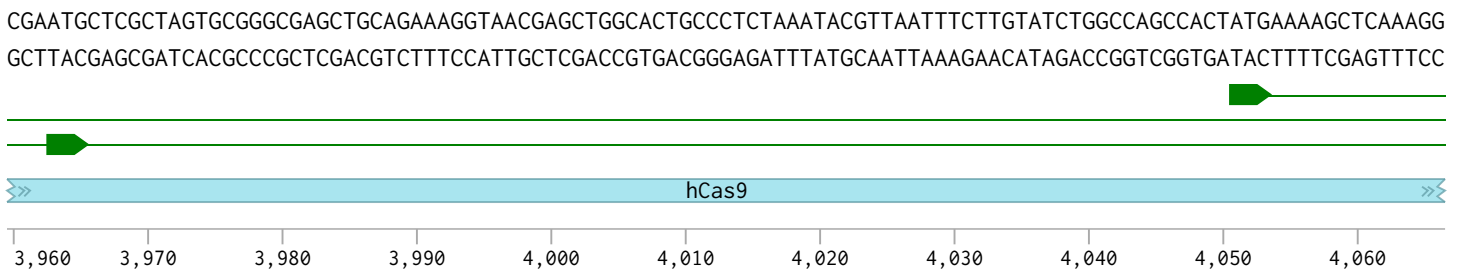 CGAATGCTCGCTAGTGCGGGCGAGCTGCAGAAAGGTAACGAGCTGGCACTGCCCTCTAAATACGTTAATTTCTTGTATCTGGCCAGCCACTATGAAAAGCTCAAAGG
GCTTACGAGCGATCACGCCCGCTCGACGTCTTTCCATTGCTCGACCGTGACGGGAGATTTATGCAATTAAAGAACATAGACCGGTCGGTGATACTTTTCGAGTTTCC
hCas9
3,960 3,970 3,980 3,990 4,000 4,010 4,020 4,030 4,040 4,050 4,060